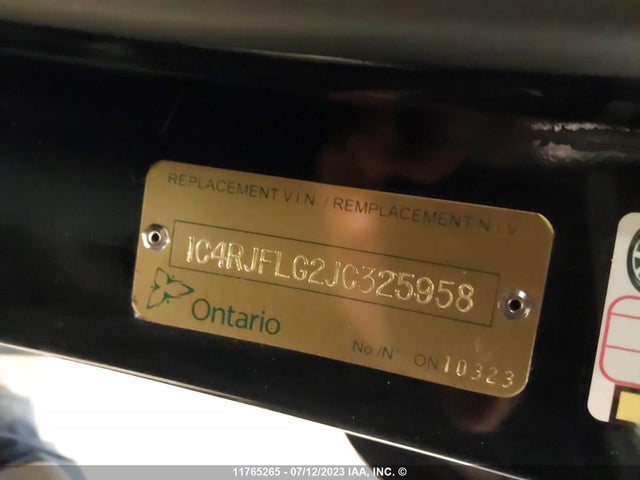 REPLACEMENT V.I.N. / REMPLACEMENT N.I.V.
1C4RJFLG2JC325958
Ontario
No./N° ON10323
11765265 - 07/12/2023 IAA, INC. ©